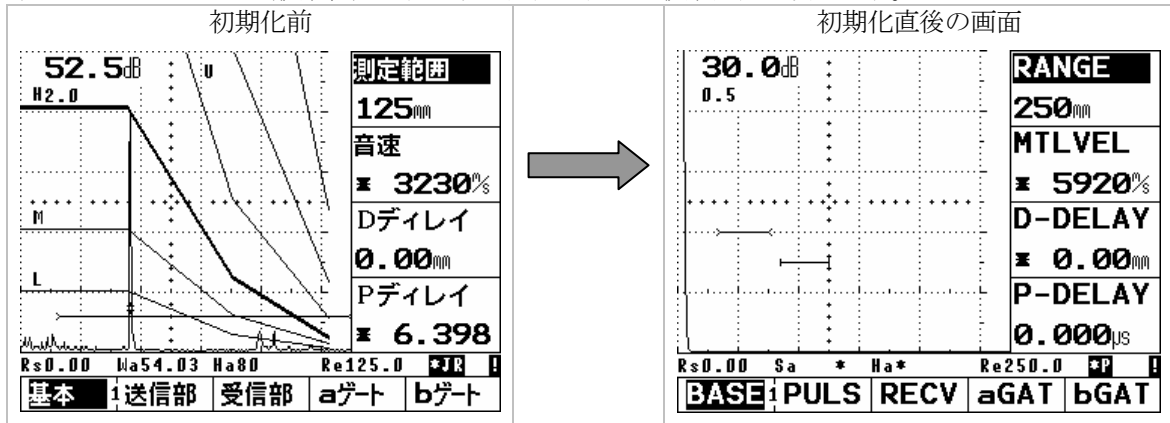 初期化前
初期化直後の画面
52.5dB
U
H2.0
M
L
測定範囲
125mm
音速
3230m/s
Dディレイ
0.00mm
Pディレイ
6.398
Rs0.00 Wa54.03 Ha80 Re125.0 *JR !
基本 1 送信部 受信部 aゲート bゲート
30.0dB
0.5
RANGE
250mm
MTLVEL
5920m/s
D-DELAY
0.00mm
P-DELAY
0.000μs
Rs0.00 Sa * Ha* Re250.0 *P !
BASE 1 PULS RECV aGAT bGAT